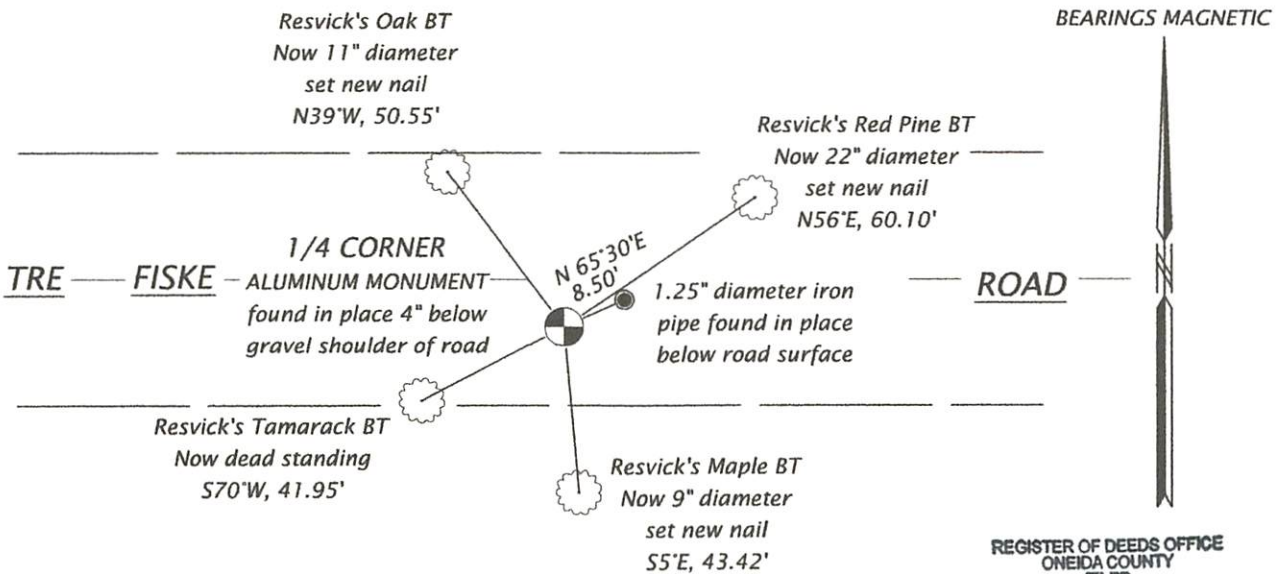 BEARINGS MAGNETIC
Resvick's Oak BT
Now 11" diameter
set new nail
N39°W, 50.55'
Resvick's Red Pine BT
Now 22" diameter
set new nail
N56°E, 60.10'
1/4 CORNER
ALUMINUM MONUMENT
found in place 4" below
gravel shoulder of road
N 65°30'E
8.50'
1.25" diameter iron
pipe found in place
below road surface
TRE FISKE ROAD
Resvick's Tamarack BT
Now dead standing
S70°W, 41.95'
Resvick's Maple BT
Now 9" diameter
set new nail
S5°E, 43.42'
REGISTER OF DEEDS OFFICE
ONEIDA COUNTY